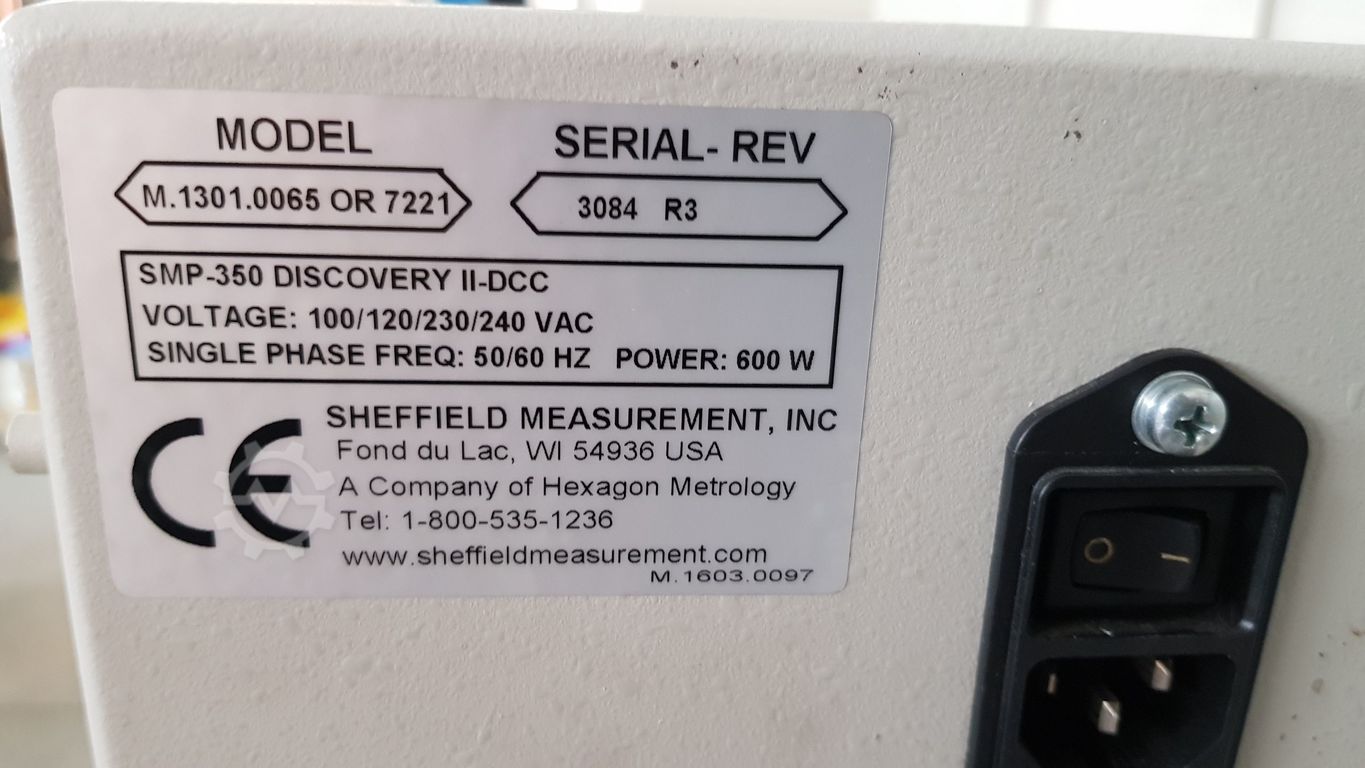 MODEL
SERIAL- REV
M.1301.0065 OR 7221
3084 R3
SMP-350 DISCOVERY II-DCC
VOLTAGE: 100/120/230/240 VAC
SINGLE PHASE FREQ: 50/60 HZ POWER: 600 W
CE
SHEFFIELD MEASUREMENT, INC
Fond du Lac, WI 54936 USA
A Company of Hexagon Metrology
Tel: 1-800-535-1236
www.sheffieldmeasurement.com
M.1603.0097